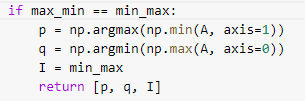 if max_min == min_max:
    p = np.argmax(np.min(A, axis=1))
    q = np.argmin(np.max(A, axis=0))
    I = min_max
    return [p, q, I]